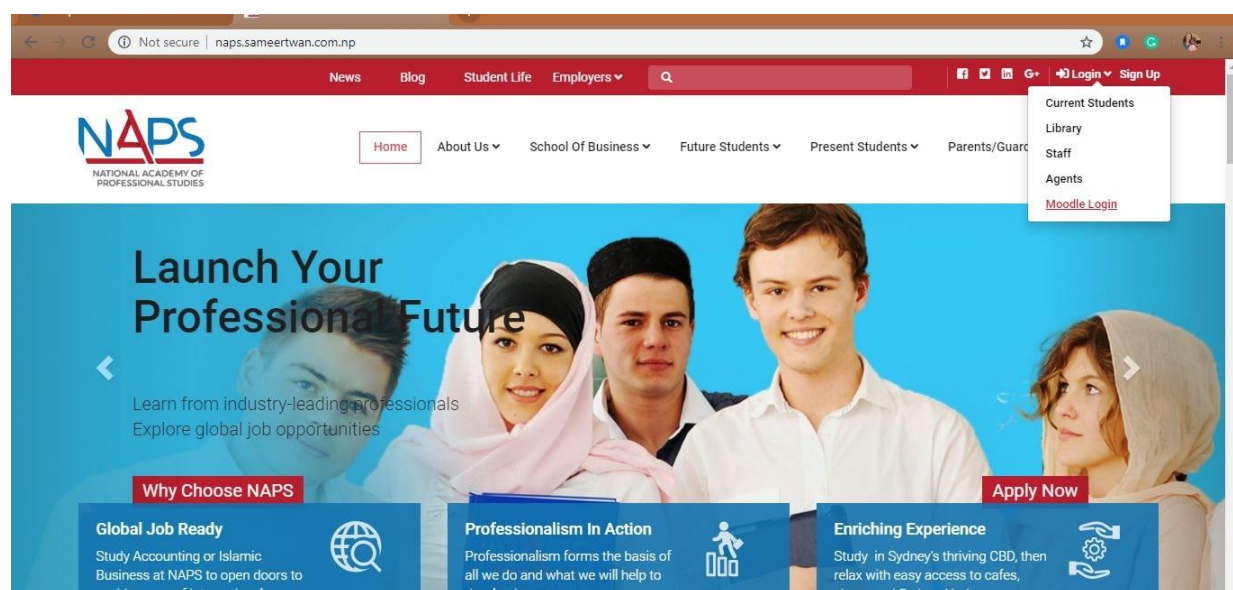 Not secure | naps.sameertwan.com.np
News Blog Student Life Employers
G+ Login Sign Up
Current Students
Library
Staff
Agents
Moodle Login
NAPS
NATIONAL ACADEMY OF
PROFESSIONAL STUDIES
Home About Us School Of Business Future Students Present Students Parents/Guard
Launch Your
Professional Future
Learn from industry-leading professionals
Explore global job opportunities
Why Choose NAPS
Apply Now
Global Job Ready
Study Accounting or Islamic
Business at NAPS to open doors to
Professionalism In Action
Professionalism forms the basis of
all we do and what we will help to
Enriching Experience
Study in Sydney's thriving CBD, then
relax with easy access to cafes,